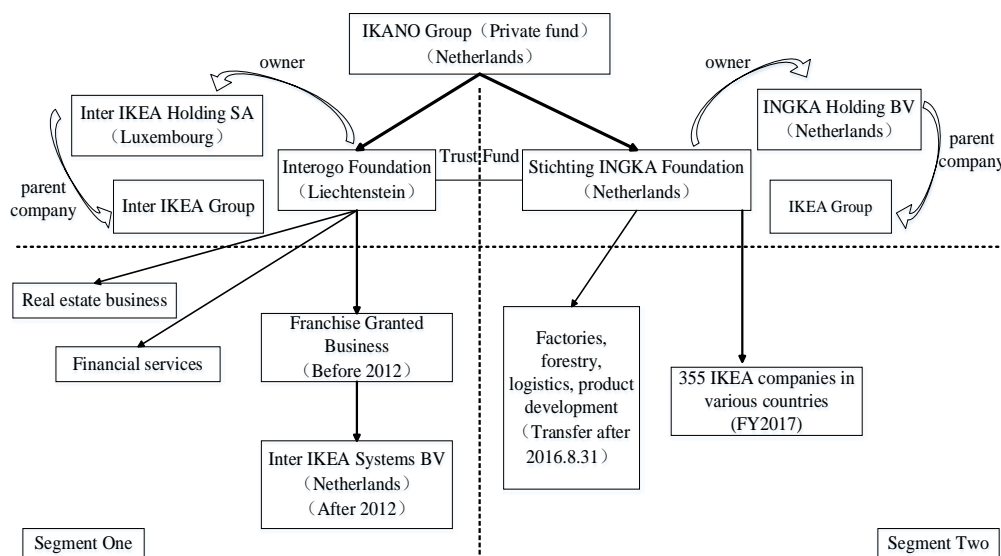 IKANO Group（Private fund）
（Netherlands）
owner
owner
Inter IKEA Holding SA
（Luxembourg）
INGKA Holding BV
（Netherlands）
Interogo Foundation
（Liechtenstein）
Trust Fund
Stichting INGKA Foundation
（Netherlands）
parent
company
parent
company
Inter IKEA Group
IKEA Group
Real estate business
Financial services
Franchise Granted
Business
（Before 2012）
Factories,
forestry,
logistics, product
development
（Transfer after
2016.8.31）
355 IKEA companies in
various countries
(FY2017)
Inter IKEA Systems BV
（Netherlands）
（After 2012）
Segment One
Segment Two